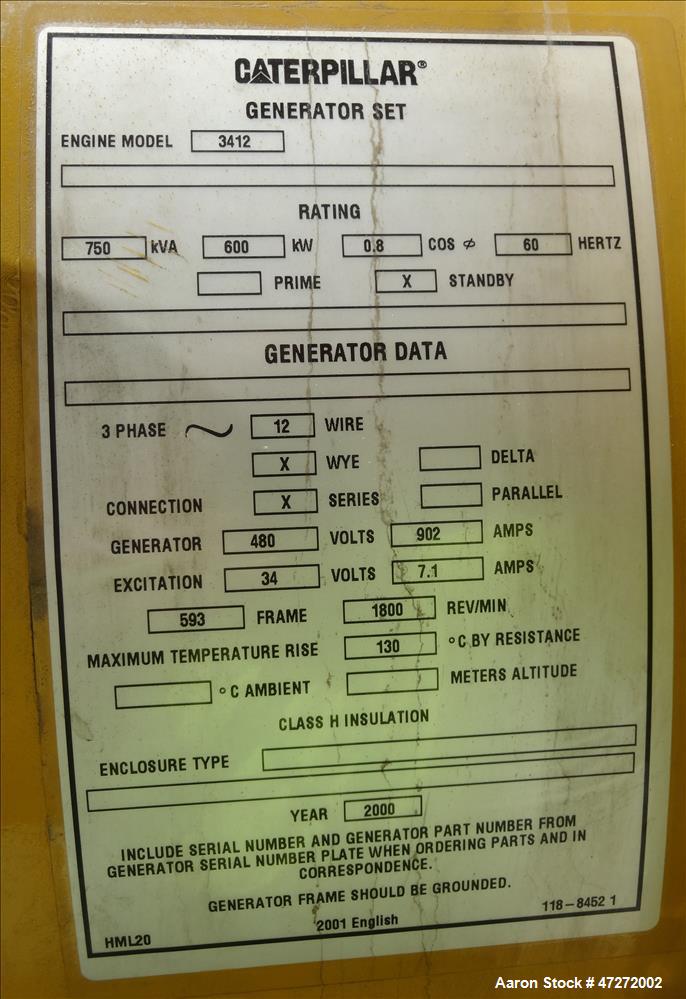 CATERPILLAR®
GENERATOR SET
ENGINE MODEL 3412
RATING
750 kVA 600 kW 0.8 COS ϕ 60 HERTZ
PRIME X STANDBY
GENERATOR DATA
3 PHASE ~ 12 WIRE
X WYE DELTA
CONNECTION X SERIES PARALLEL
GENERATOR 480 VOLTS 902 AMPS
EXCITATION 34 VOLTS 7.1 AMPS
593 FRAME 1800 REV/MIN
MAXIMUM TEMPERATURE RISE 130 °C BY RESISTANCE
°C AMBIENT METERS ALTITUDE
CLASS H INSULATION
ENCLOSURE TYPE
YEAR 2000
INCLUDE SERIAL NUMBER AND GENERATOR PART NUMBER FROM
GENERATOR SERIAL NUMBER PLATE WHEN ORDERING PARTS AND IN
CORRESPONDENCE.
GENERATOR FRAME SHOULD BE GROUNDED.
HML20 2001 English 118-8452 1
Aaron Stock # 47272002